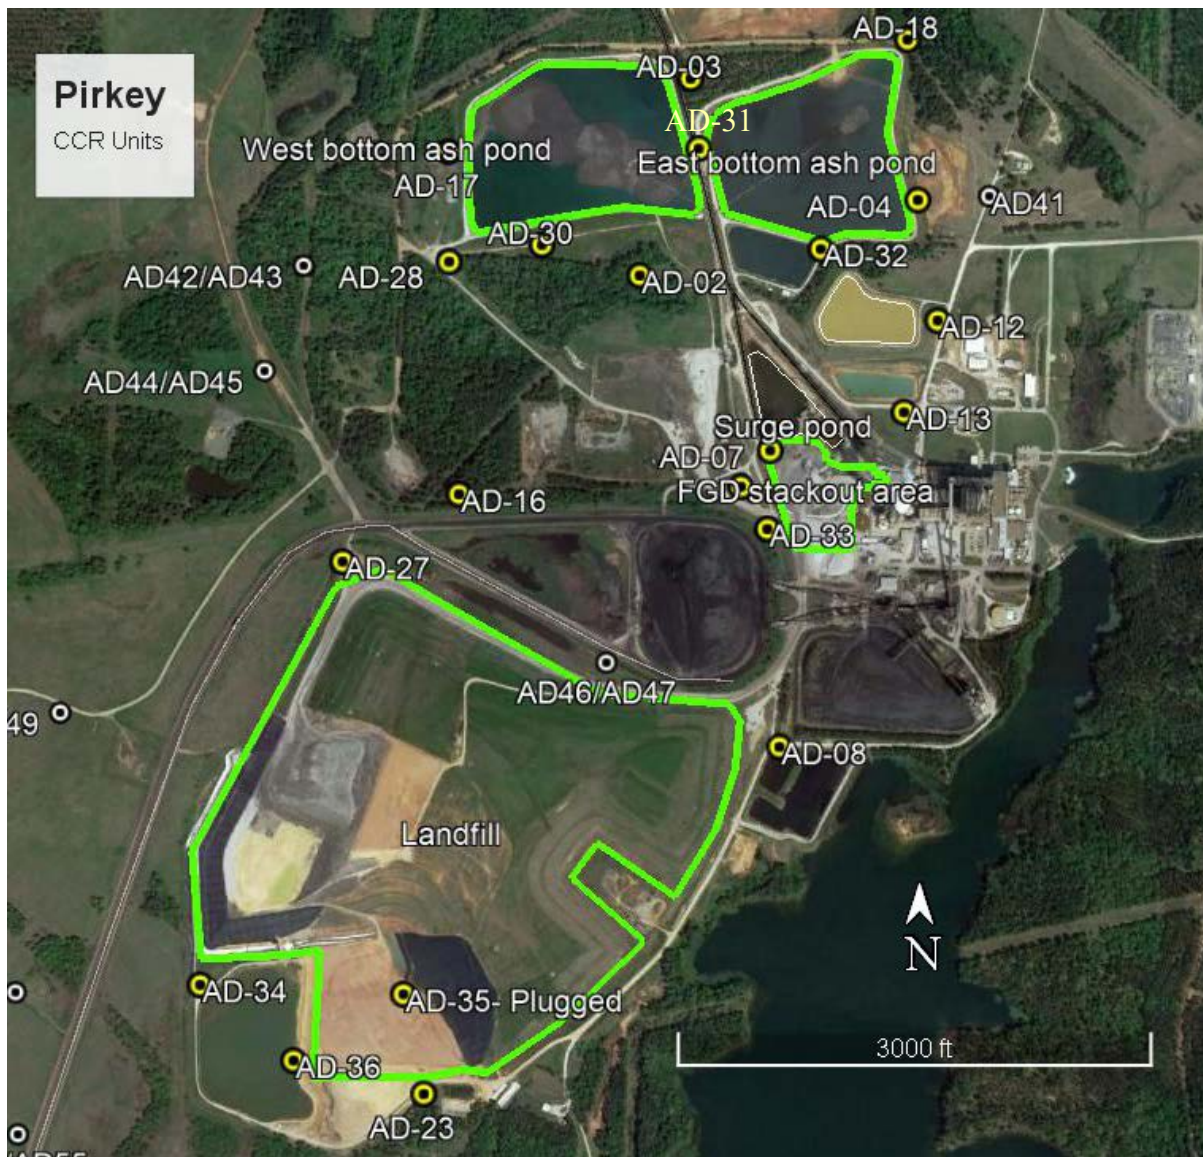 Pirkey
CCR Units
AD-18
AD-03
AD-31
West bottom ash pond
East bottom ash pond
AD-17
AD-04
AD41
AD-30
AD-32
AD42/AD43
AD-28
AD-02
AD-12
AD44/AD45
AD-13
Surge pond
AD-07
FGD stackout area
AD-16
AD-33
AD-27
AD46/AD47
49
AD-08
Landfill
N
AD-34
AD-35- Plugged
3000 ft
AD-36
AD-23